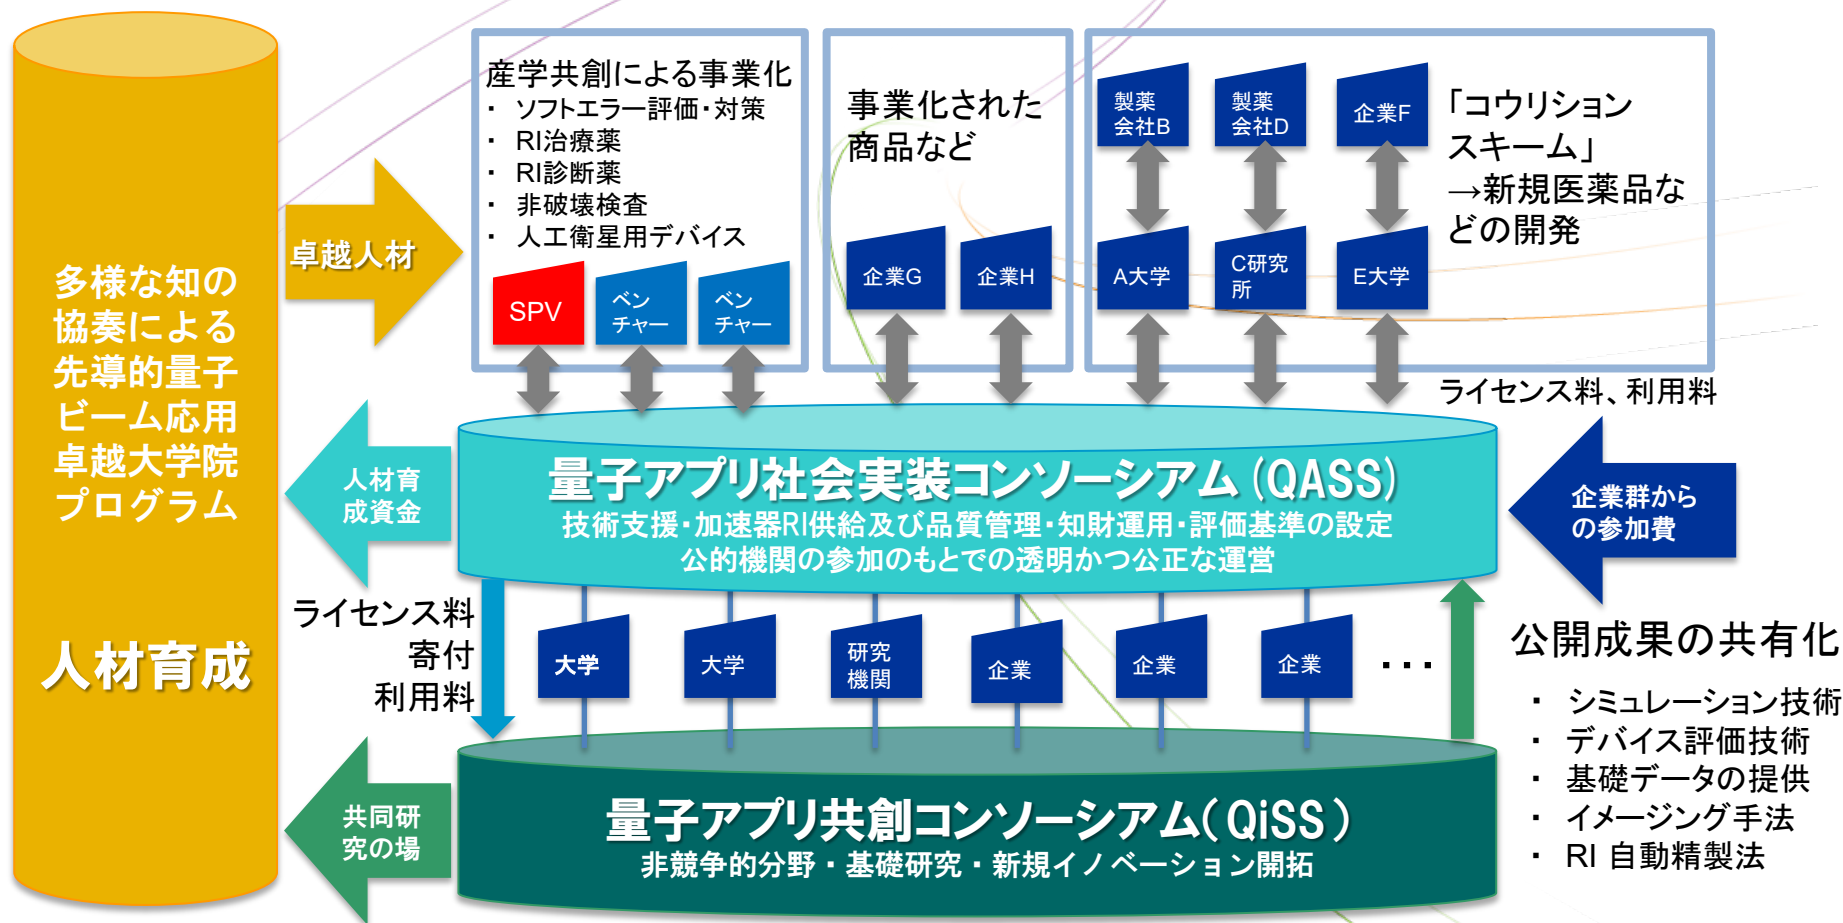 多様な知の
協奏による
先導的量子
ビーム応用
卓越大学院
プログラム
人材育成
卓越人材
産学共創による事業化
・ ソフトエラー評価・対策
・ RI治療薬
・ RI診断薬
・ 非破壊検査
・ 人工衛星用デバイス
SPV
ベン
チャー
ベン
チャー
事業化された
商品など
企業G
企業H
製薬
会社B
製薬
会社D
企業F
A大学
C研究
所
E大学
「コウリション
スキーム」
→新規医薬品な
どの開発
ライセンス料、利用料
人材育
成資金
量子アプリ社会実装コンソーシアム(QASS)
技術支援・加速器RI供給及び品質管理・知財運用・評価基準の設定
公的機関の参加のもとでの透明かつ公正な運営
企業群から
の参加費
ライセンス料
寄付
利用料
大学
大学
研究
機関
企業
企業
企業
・・・
公開成果の共有化
・ シミュレーション技術
・ デバイス評価技術
・ 基礎データの提供
・ イメージング手法
・ RI 自動精製法
共同研
究の場
量子アプリ共創コンソーシアム(QiSS)
非競争的分野・基礎研究・新規イノベーション開拓